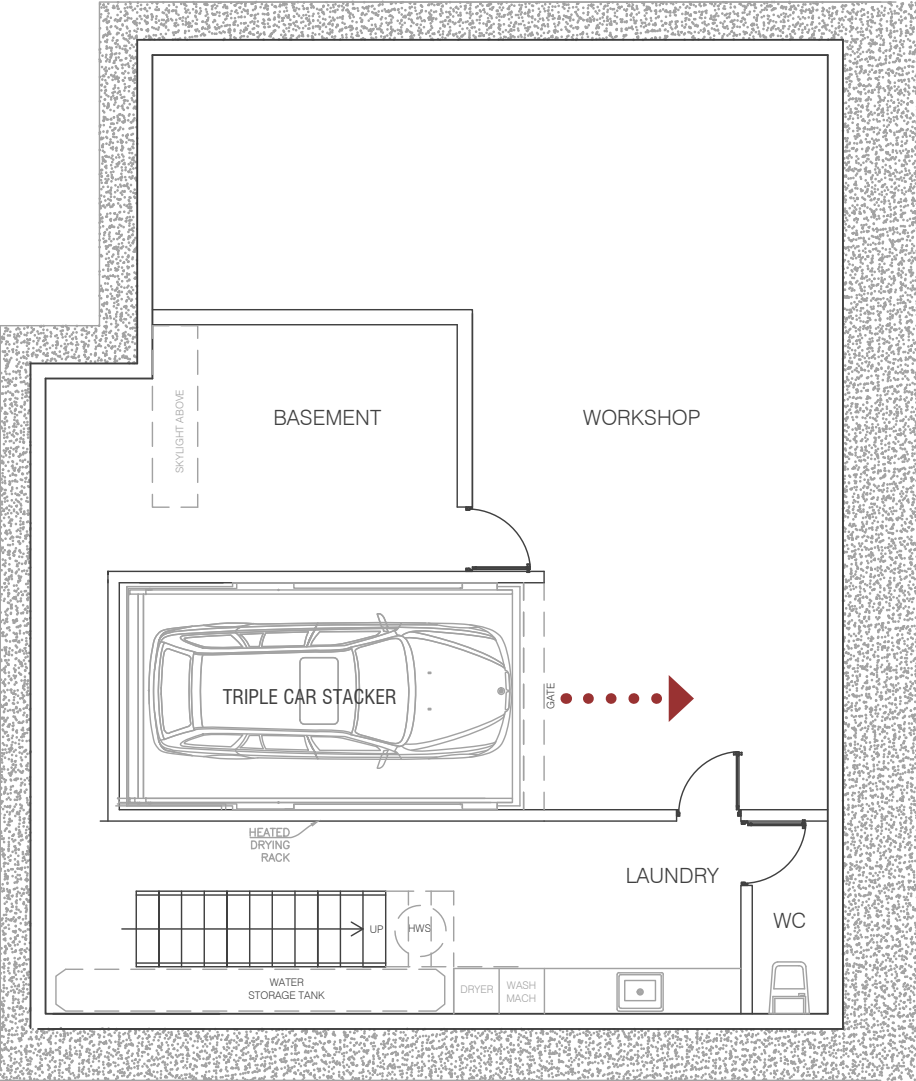 BASEMENT
WORKSHOP
SKYLIGHT ABOVE
TRIPLE CAR STACKER
GATE
HEATED
DRYING
RACK
LAUNDRY
UP
HWS
WC
WATER
STORAGE TANK
DRYER
WASH
MACH